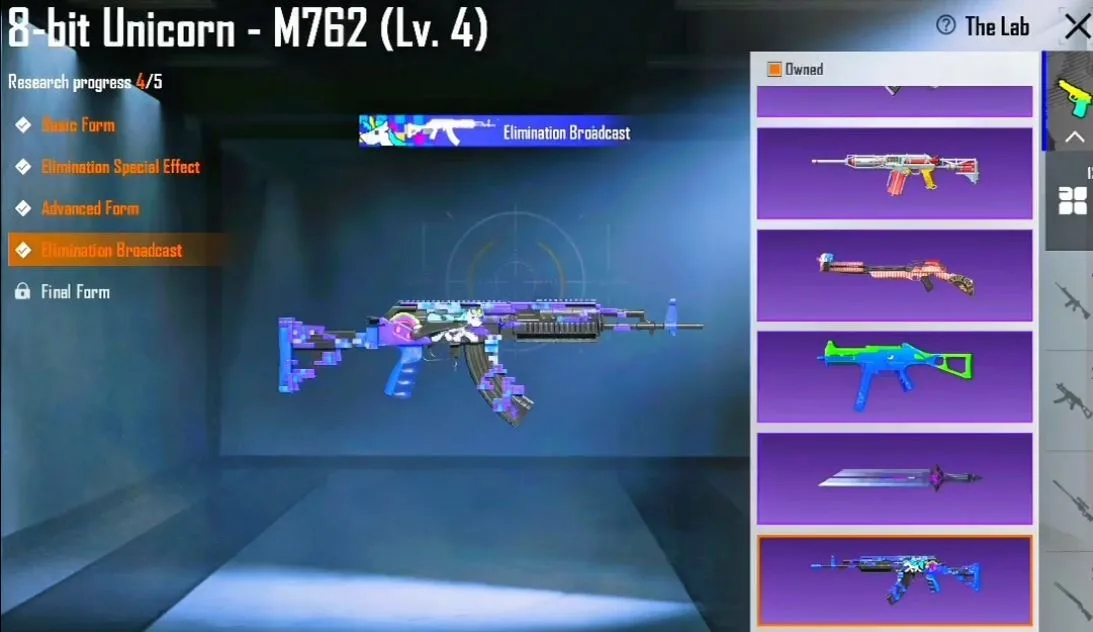 8-bit Unicorn - M762 (Lv. 4)
The Lab
Research progress 4/5
Owned
Basic Form
Elimination Broadcast
Elimination Special Effect
Advanced Form
Elimination Broadcast
Final Form